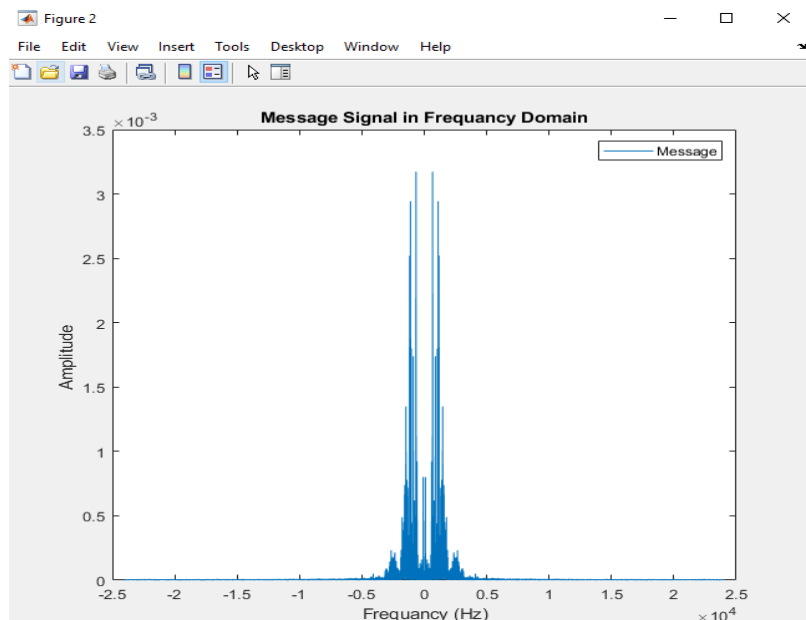 Figure 2
File Edit View Insert Tools Desktop Window Help
×10⁻³
Message Signal in Frequancy Domain
Message
3.5
3
2.5
2
1.5
1
0.5
0
Amplitude
-2.5 -2 -1.5 -1 -0.5 0 0.5 1 1.5 2 2.5
Frequancy (Hz)
×10⁴